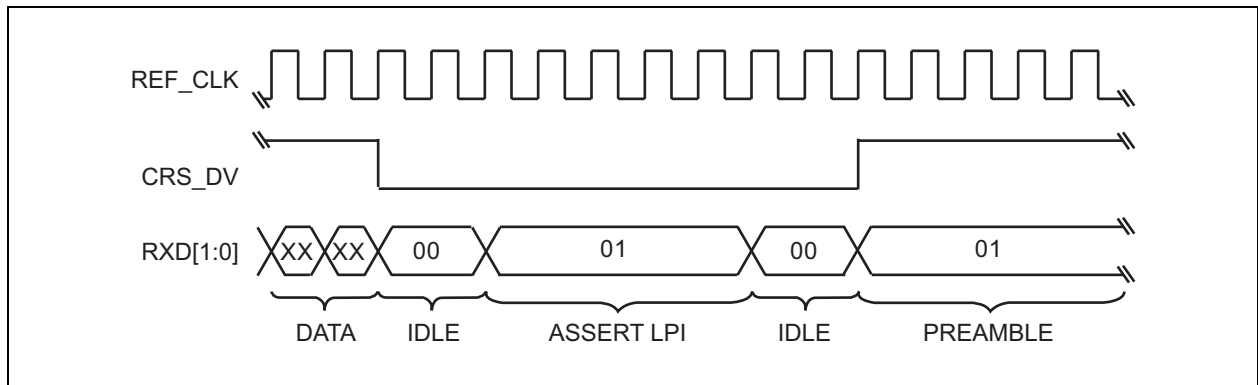 REF_CLK
CRS_DV
RXD[1:0] XX XX 00 01 00 01
DATA IDLE ASSERT LPI IDLE PREAMBLE